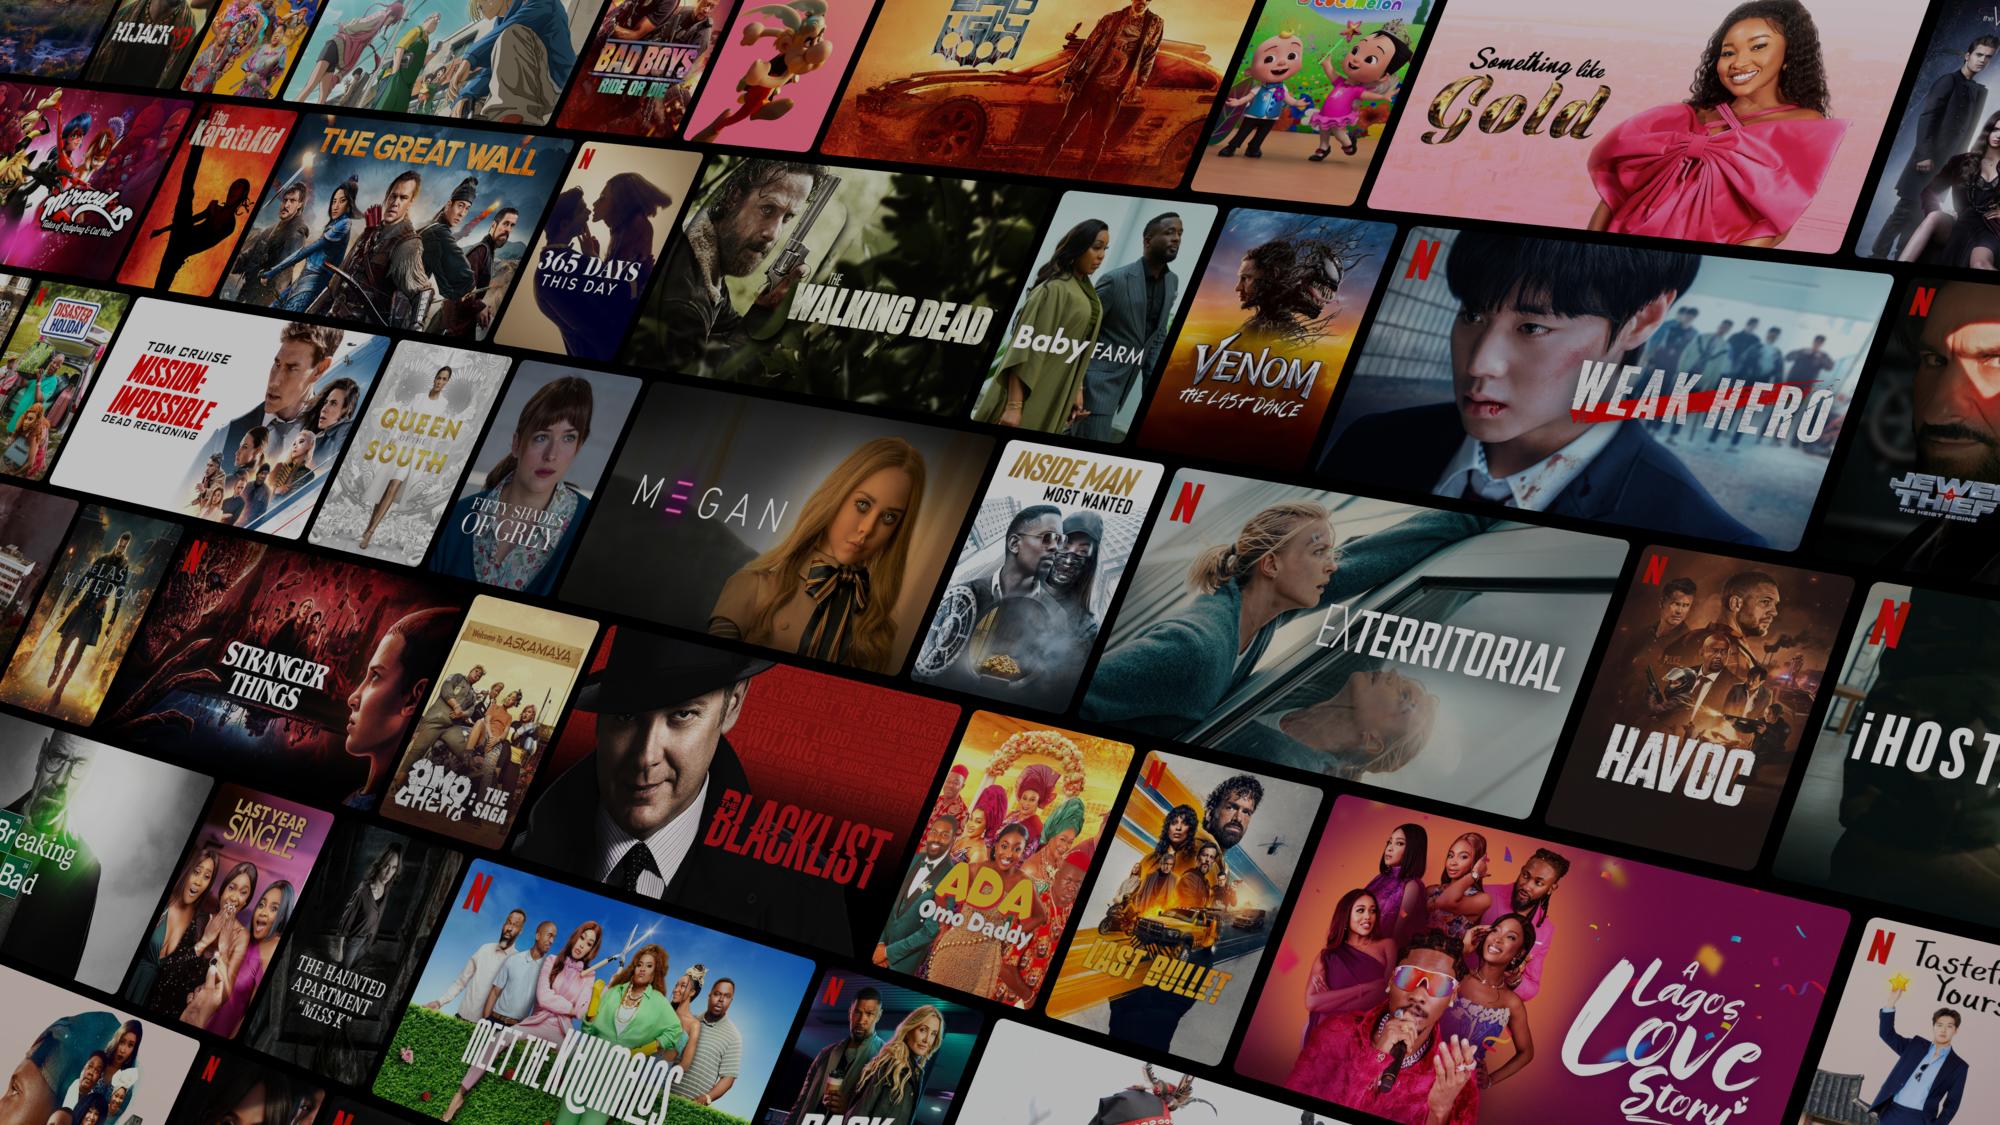 HIJACK '93
BAD BOYS
RIDE OR DIE
CoComelon
Something like
Gold
Miraculous
Tales of Ladybug & Cat Noir
The
Karate Kid
THE GREAT WALL
N
365 DAYS
THIS DAY
THE
WALKING DEAD
Baby FARM
VENOM
THE LAST DANCE
N
WEAK HERO
N
JEWEL
THIEF
THE HEIST BEGINS
N
DISASTER
HOLIDAY
TOM CRUISE
MISSION:
IMPOSSIBLE
DEAD RECKONING
QUEEN
OF THE
SOUTH
FIFTY SHADES
OF GREY
MEGAN
INSIDE MAN
MOST WANTED
N
EXTERRITORIAL
N
HAVOC
N
iHOST
THE LAST
KINGDOM
N
STRANGER
THINGS
Welcome To ASKAMAYA
OMO
GHETTO: THE
SAGA
THE
BLACKLIST
ADA
Omo Daddy
N
LAST BULLET
A
Lagos
Love
Story
N
Tastef
Yours
Breaking
Bad
LAST YEAR
SINGLE
THE HAUNTED
APARTMENT
"MISS K"
N
MEET THE KHUMALOS
N
BACK
N
N